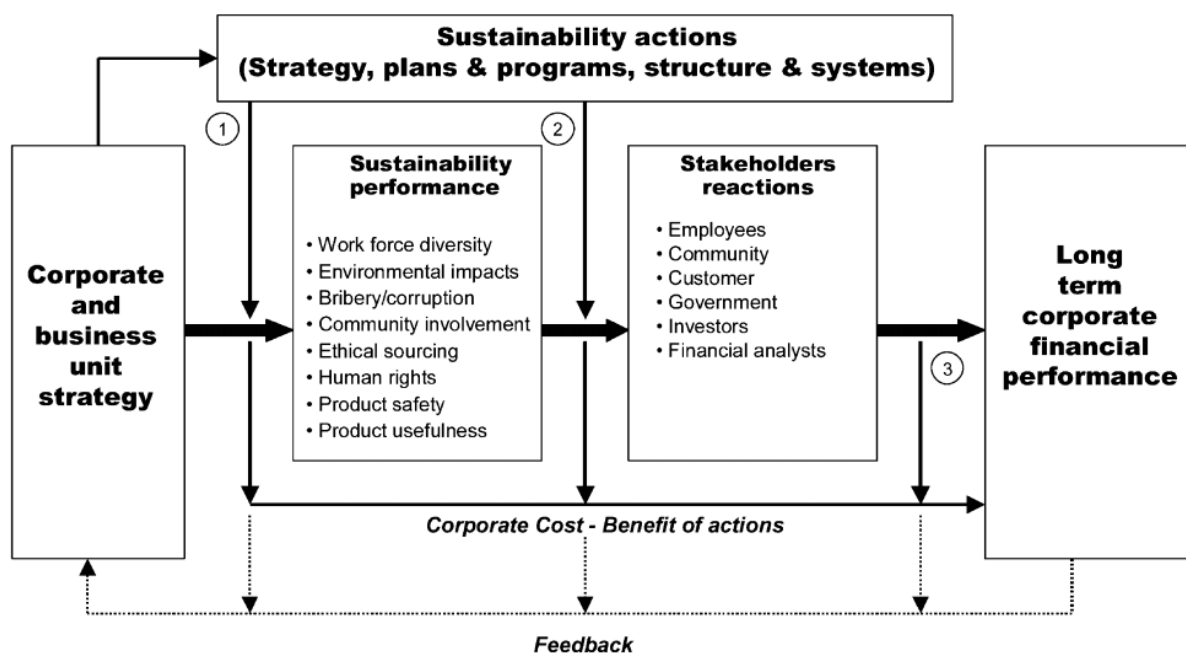 Sustainability actions
(Strategy, plans & programs, structure & systems)
1
2
Corporate
and
business
unit
strategy
Sustainability
performance
• Work force diversity
• Environmental impacts
• Bribery/corruption
• Community involvement
• Ethical sourcing
• Human rights
• Product safety
• Product usefulness
Stakeholders
reactions
• Employees
• Community
• Customer
• Government
• Investors
• Financial analysts
3
Long
term
corporate
financial
performance
Corporate Cost - Benefit of actions
Feedback